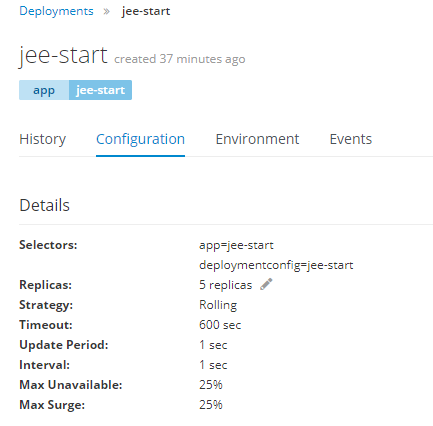 Deployments » jee-start
jee-start created 37 minutes ago
app jee-start
History Configuration Environment Events
Details
Selectors: app=jee-start
deploymentconfig=jee-start
Replicas: 5 replicas
Strategy: Rolling
Timeout: 600 sec
Update Period: 1 sec
Interval: 1 sec
Max Unavailable: 25%
Max Surge: 25%